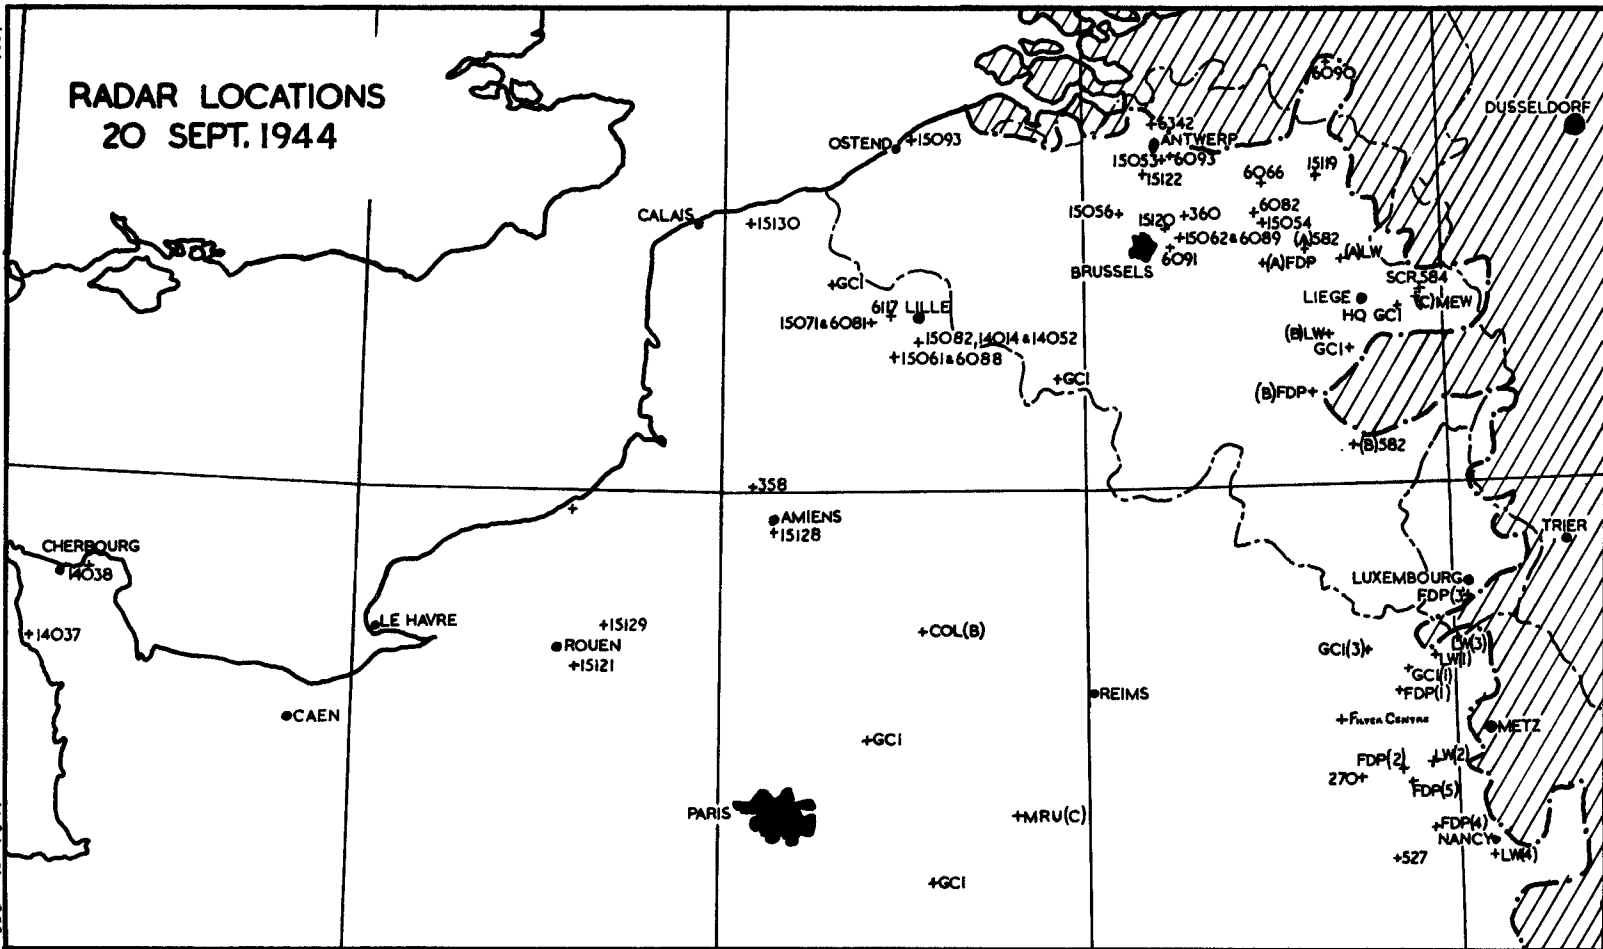 RADAR LOCATIONS
20 SEPT. 1944
6090
DUSSELDORF
+6342
ANTWERP
OSTEND
+15093
15053++6093
+15122
6066
+
15119
+
CALAIS
+15130
15056+
15120
+360
6082
+15054
+15062&6089
(A)582
6091
+(A)FDP
+(A)LW
BRUSSELS
SCR584
+GCI
LIEGE
(C)MEW
HQ GCI
6117
LILLE
15071&6081+
(B)LW+
+15082,14014&14052
GCI+
+15061&6088
+GCI
(B)FDP+
+(B)582
+358
AMIENS
+15128
TRIER
CHERBOURG
14038
LUXEMBOURG
FDP(3)
LE HAVRE
+14037
+15129
+COL(B)
ROUEN
+15121
GCI(3)+
LW(3)
LW(1)
GCI(1)
+FDP(1)
REIMS
CAEN
+FILTER CENTRE
METZ
+GCI
FDP(2)
LW(2)
270+
FDP(5)
PARIS
+MRU(C)
+FDP(4)
NANCY
+527
+LW(4)
+GCI